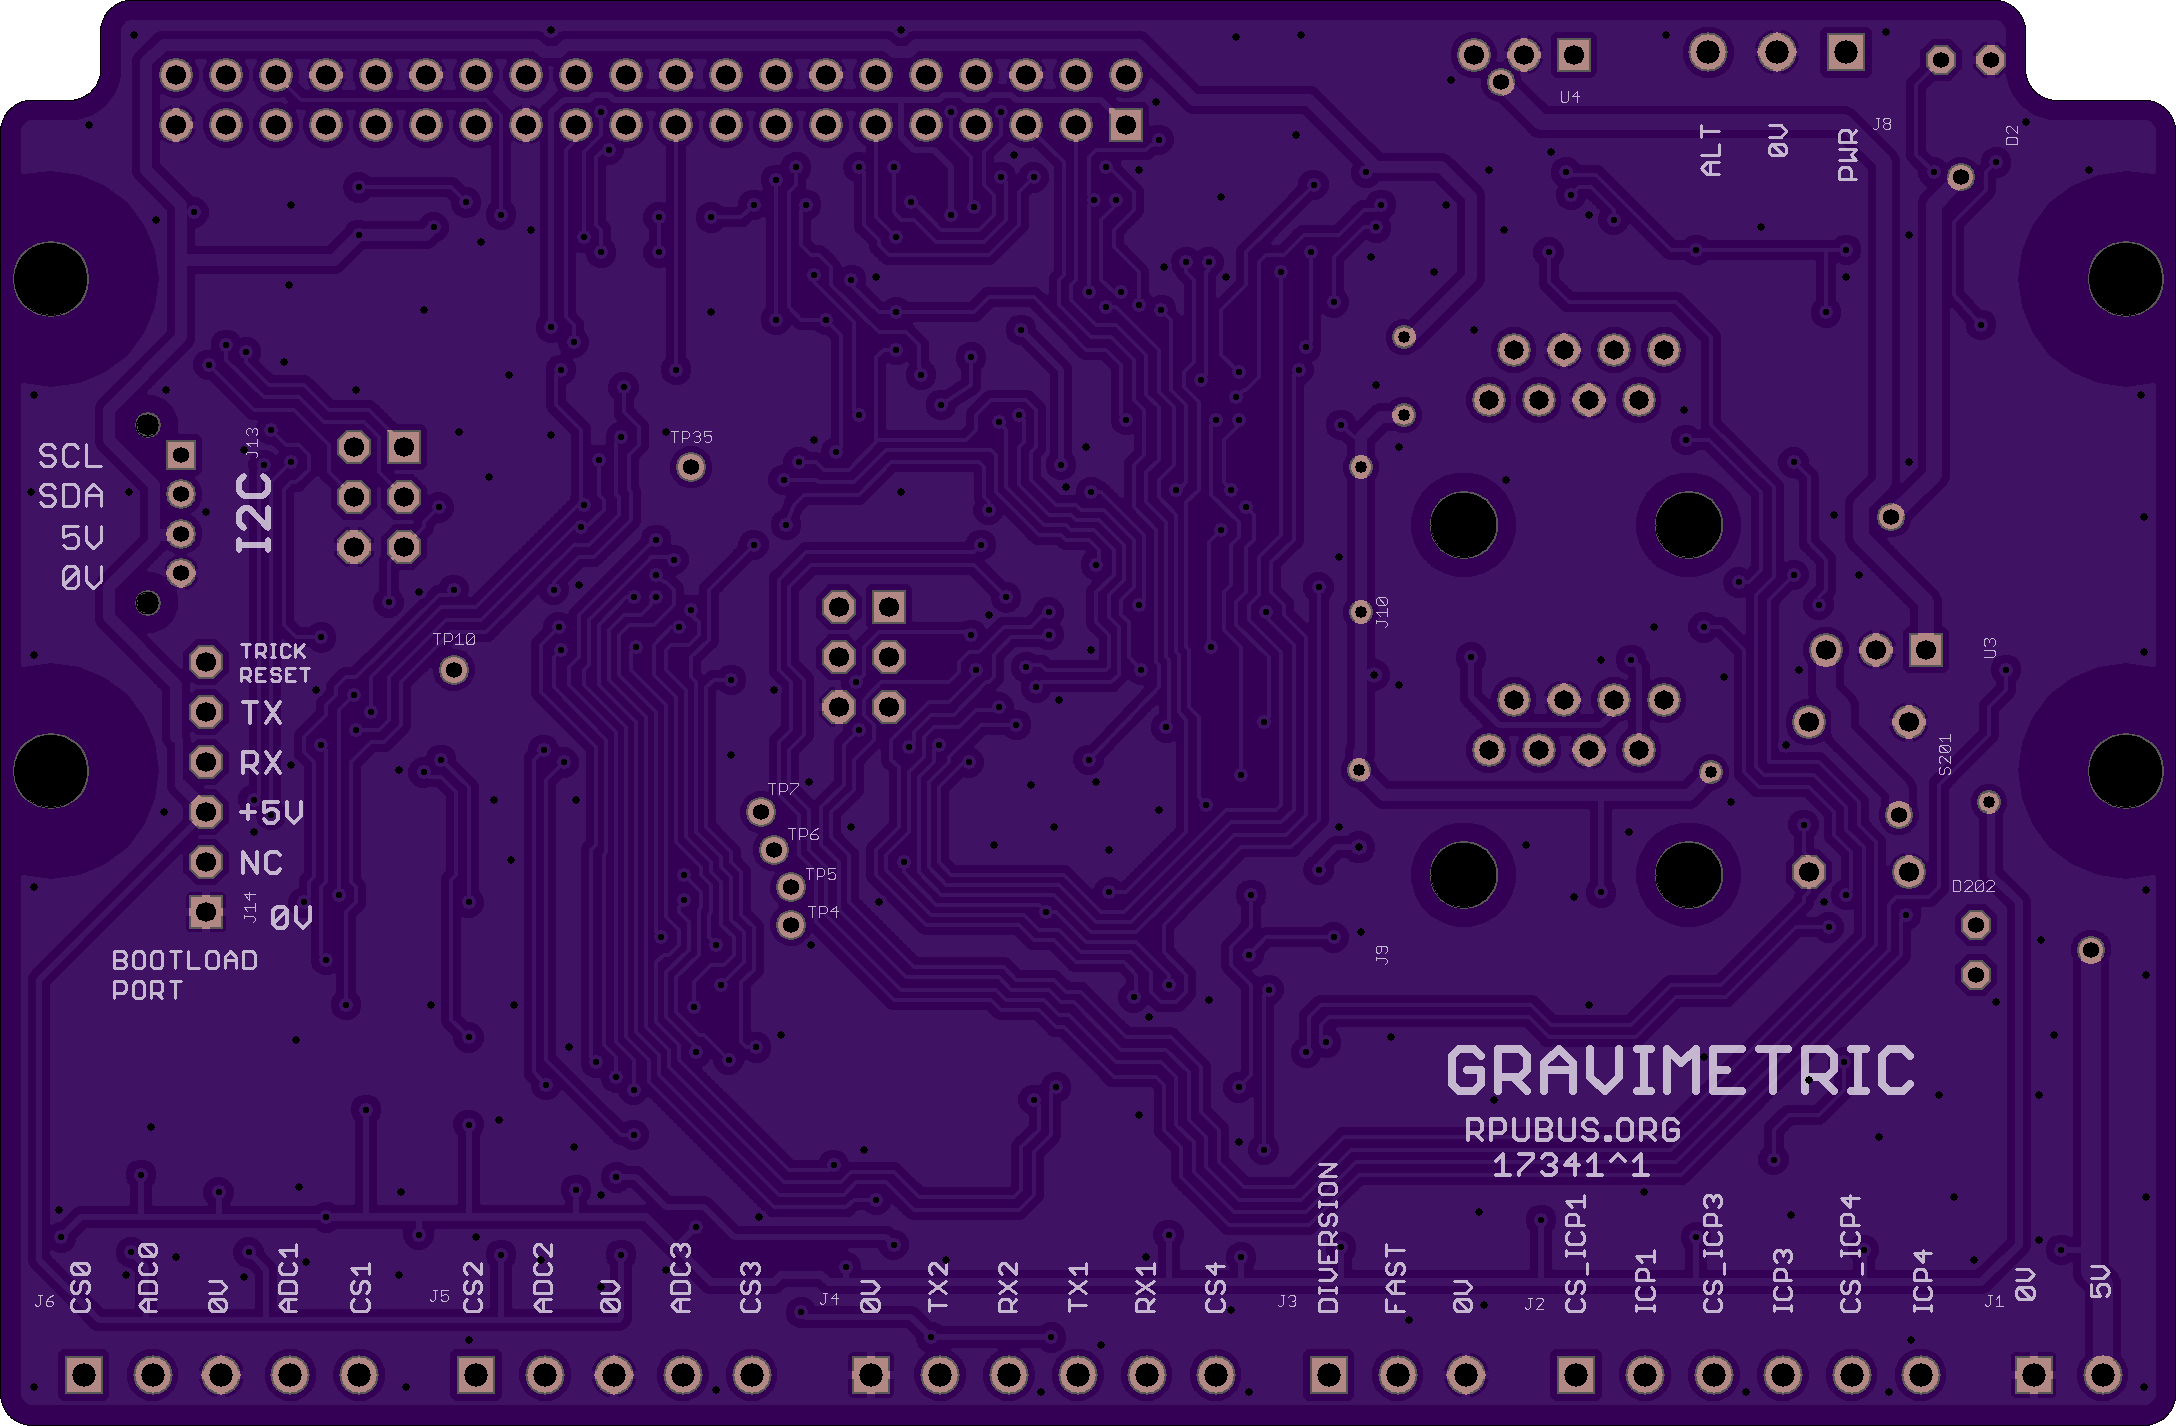 U4
J8
D2
ALT
0V
PWR
TP35
J13
SCL
SDA
5V
0V
I2C
J10
TP10
TRICK
RESET
TX
RX
+5V
NC
0V
J14
BOOTLOAD
PORT
U3
S201
TP7
TP6
TP5
TP4
D202
J9
GRAVIMETRIC
RPUBUS.ORG
17341^1
J6
CS0
ADC0
0V
ADC1
CS1
J5
CS2
ADC2
0V
ADC3
CS3
J4
0V
TX2
RX2
TX1
RX1
CS4
J3
DIVERSION
FAST
0V
J2
CS_ICP1
ICP1
CS_ICP3
ICP3
CS_ICP4
ICP4
J1
0V
5V